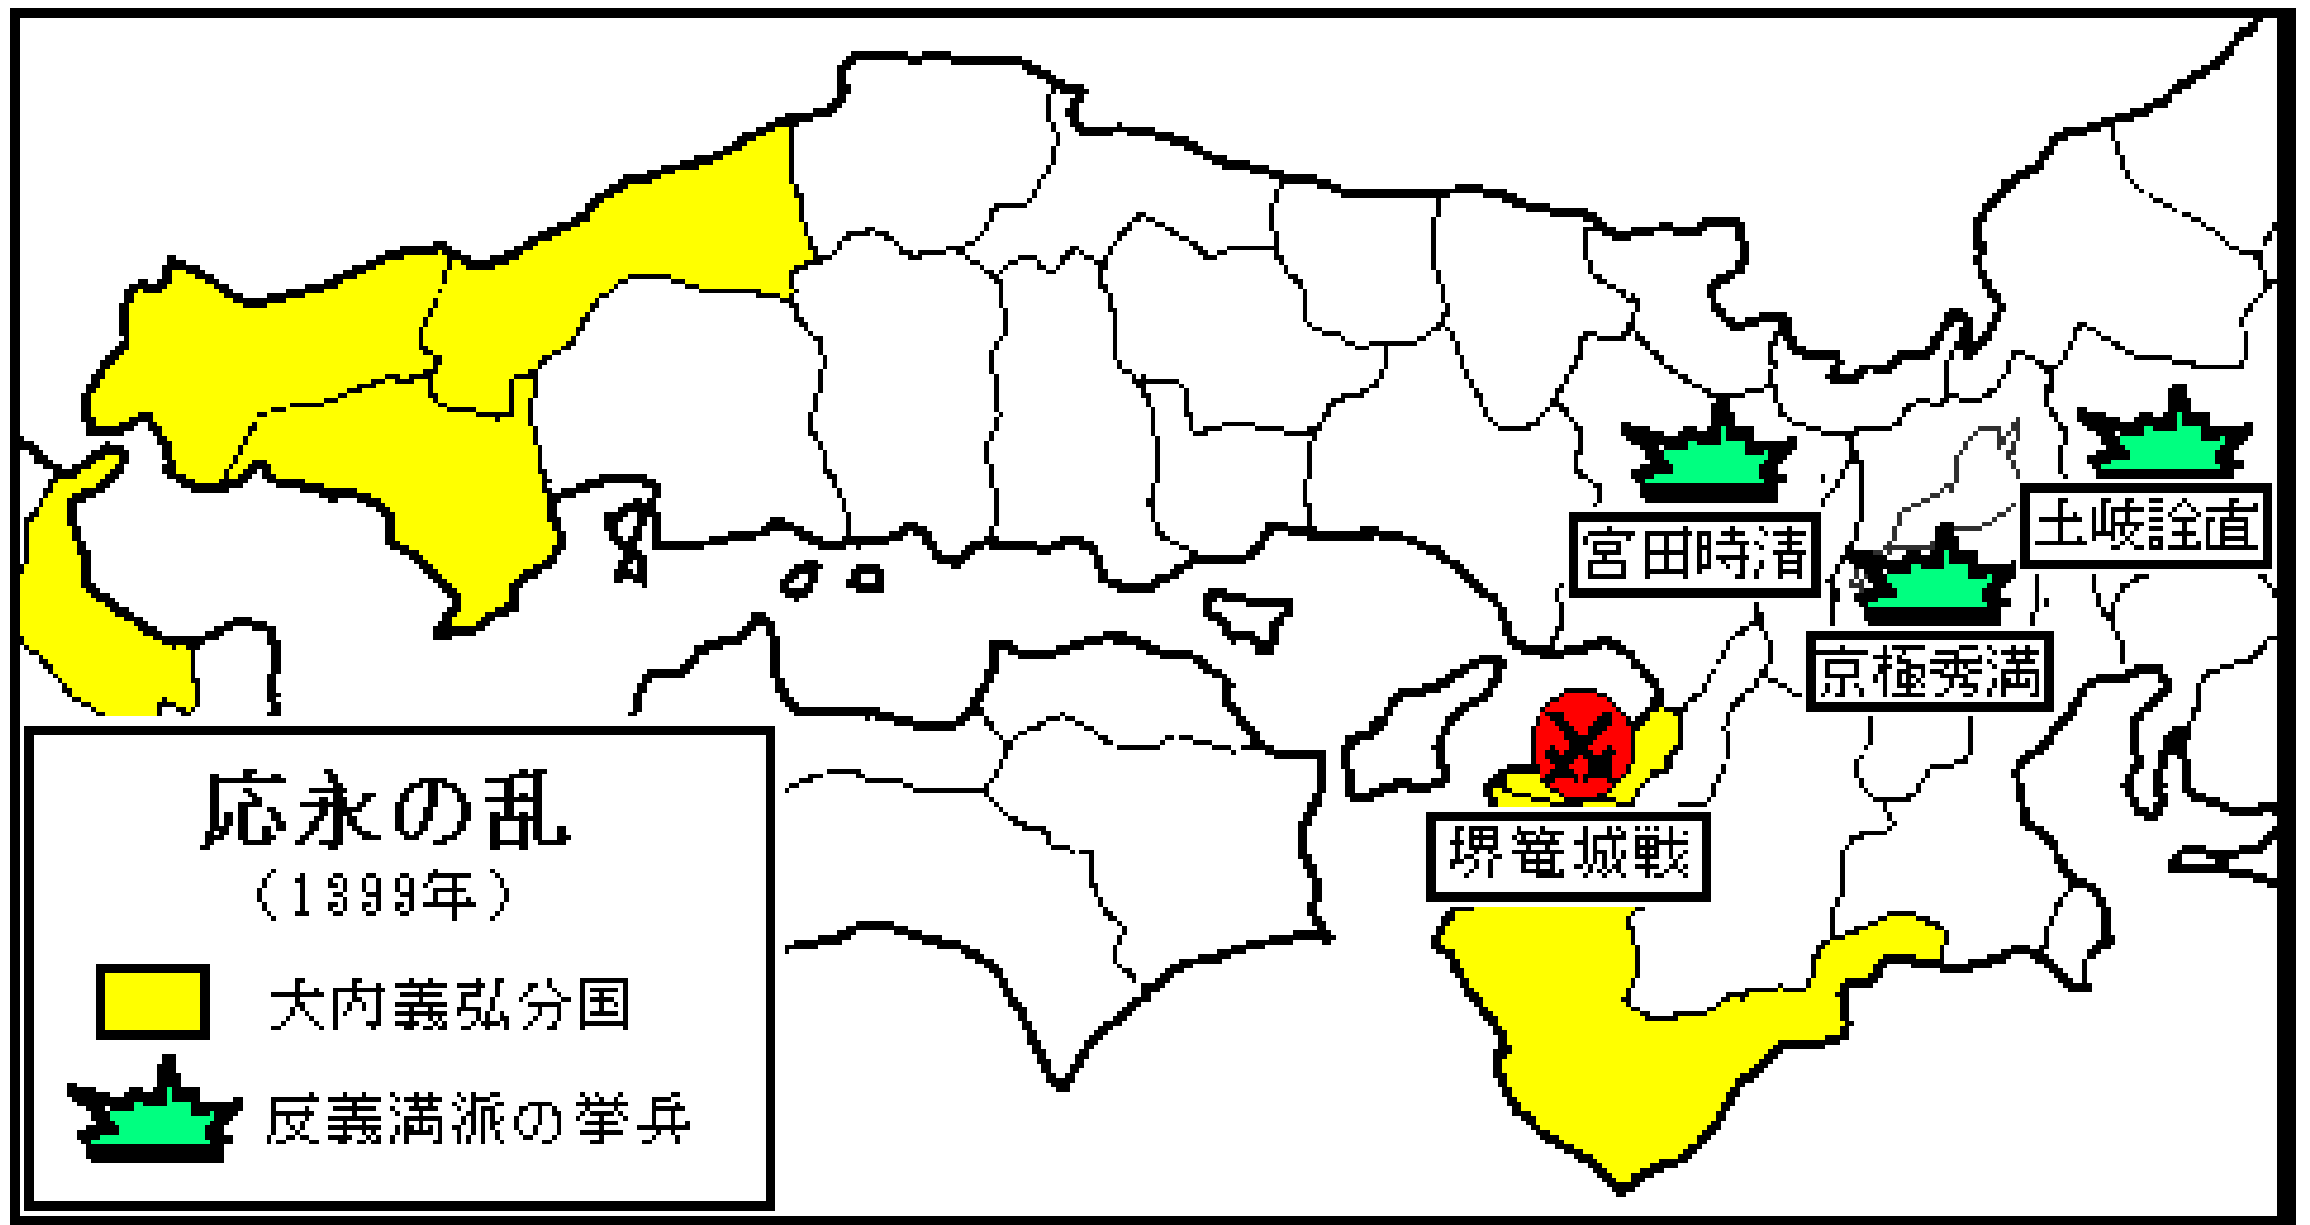 宮田時清
土岐詮直
京極秀満
堺篭城戦
応永の乱
（1399年）
大内義弘分国
反義満派の挙兵